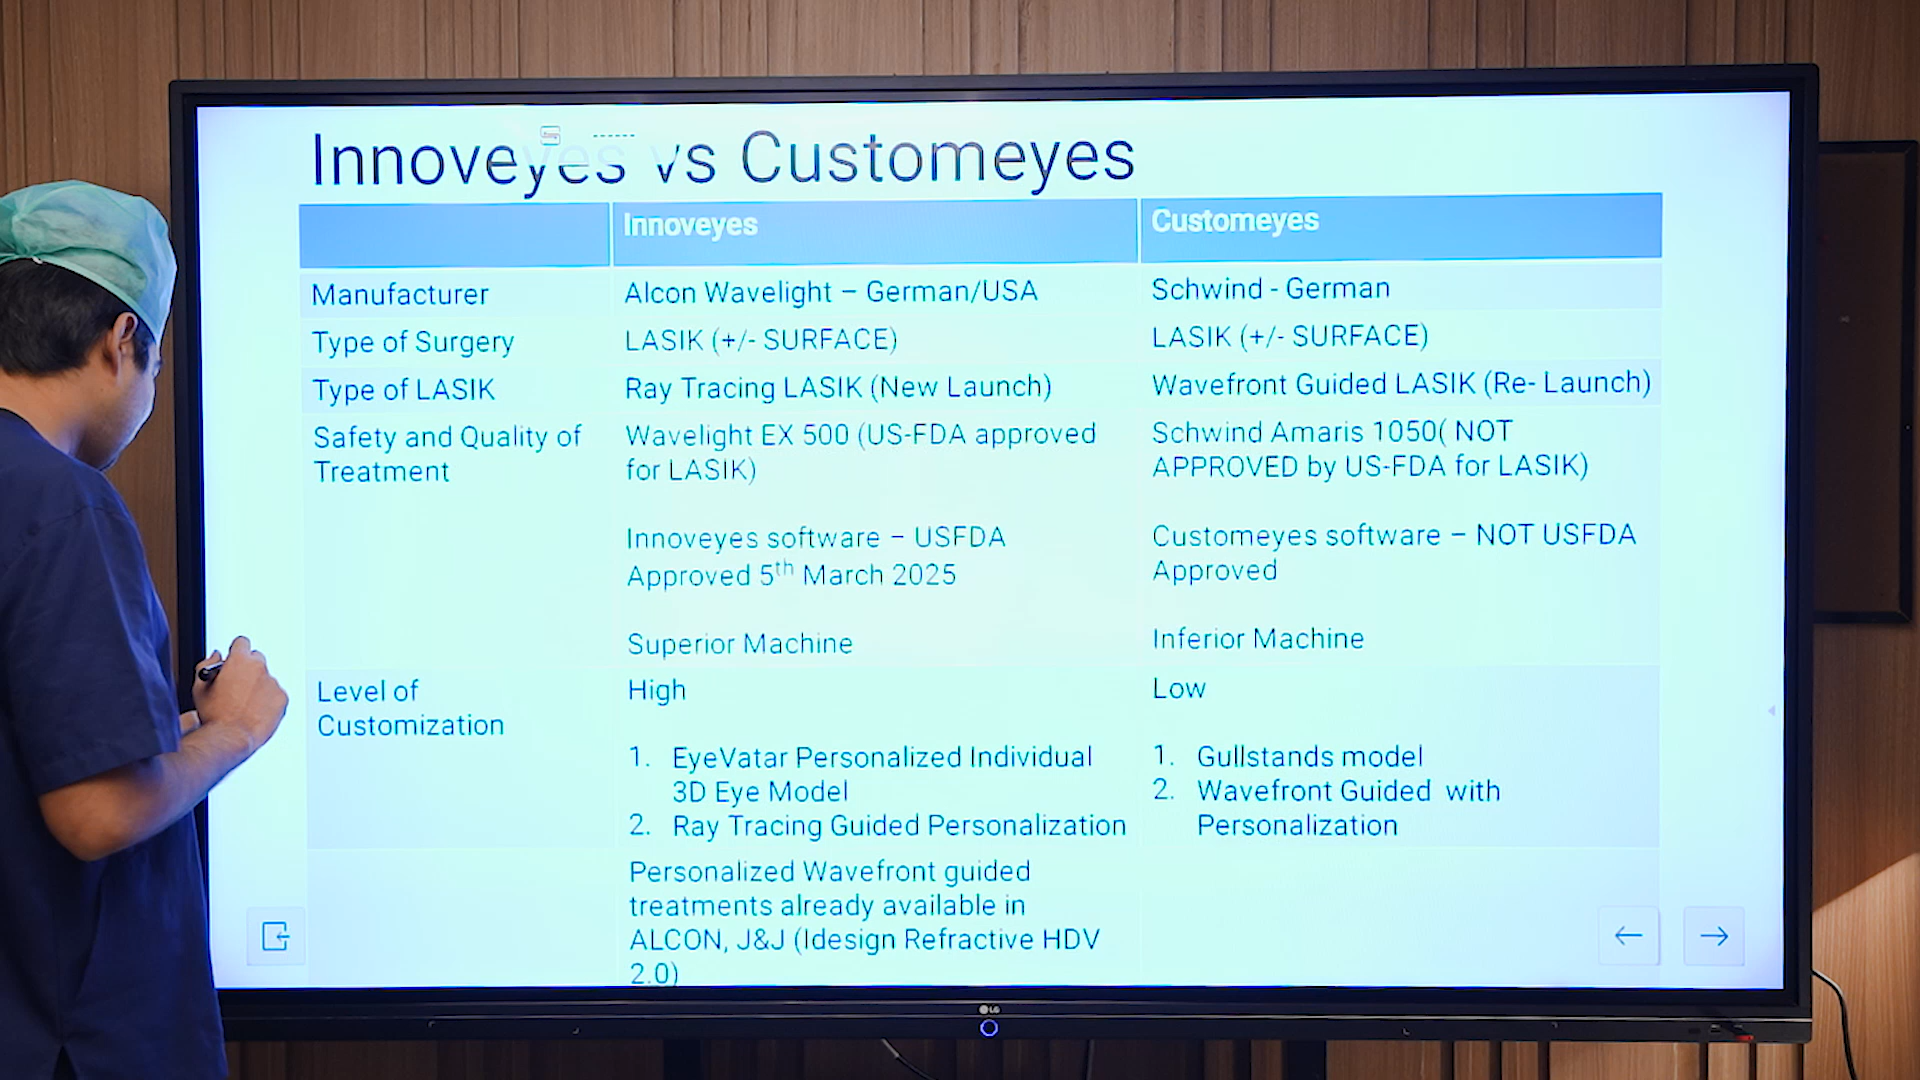 Innoveyes vs Customeyes
Innoveyes
Customeyes
Manufacturer
Alcon Wavelight – German/USA
Schwind - German
Type of Surgery
LASIK (+/- SURFACE)
LASIK (+/- SURFACE)
Type of LASIK
Ray Tracing LASIK (New Launch)
Wavefront Guided LASIK (Re- Launch)
Safety and Quality of
Treatment
Wavelight EX 500 (US-FDA approved
for LASIK)
Innoveyes software – USFDA
Approved 5th March 2025
Superior Machine
Schwind Amaris 1050( NOT
APPROVED by US-FDA for LASIK)
Customeyes software – NOT USFDA
Approved
Inferior Machine
Level of
Customization
High
1. EyeVatar Personalized Individual
3D Eye Model
2. Ray Tracing Guided Personalization
Low
1. Gullstands model
2. Wavefront Guided with
Personalization
Personalized Wavefront guided
treatments already available in
ALCON, J&J (Idesign Refractive HDV
2.0)
LG